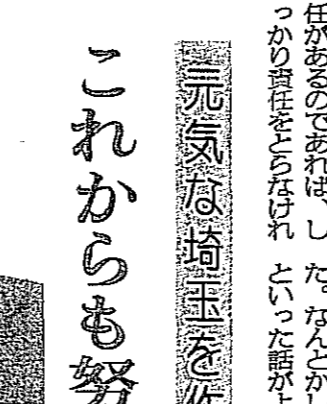 任があるのであれば、し
っかり責任をとらなけれ
た。なんとかし
といった話が
元気な埼玉を作
これからも努